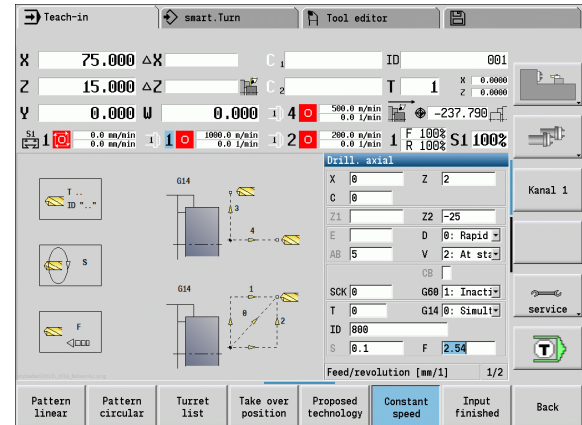 Teach-in smart.Turn Tool editor
X 75.000 △X C 1 ID 001
Z 15.000 △Z C 2 T 1 X 0.0000 Z 0.0000
Y 0.000 W 0.000 1) 4 0 500.0 m/min 0.0 1/min -237.790
S1 1 0.0 mm/min 0.0 m/min 1) 1 0 1000.0 m/min 0.0 1/min 1) 2 0 200.0 m/min 0.0 1/min 1 F 100% R 100% S1 100%
Drill. axial
X 0 Z 2
C 0
Z1 Z2 -25
E D 0: Rapid
AB 5 V 2: At sta
CB
SCK 0 G60 1: Inacti
T 0 G14 0: Simult
ID 800
S 0.1 F 2.54
Feed/revolution [mm/1] 1/2
T ..
ID ".."
S
F
G14
3
4
G14
1
0
2
Kanal 1
service
T
Pattern linear
Pattern circular
Turret list
Take over position
Proposed technology
Constant speed
Input finished
Back